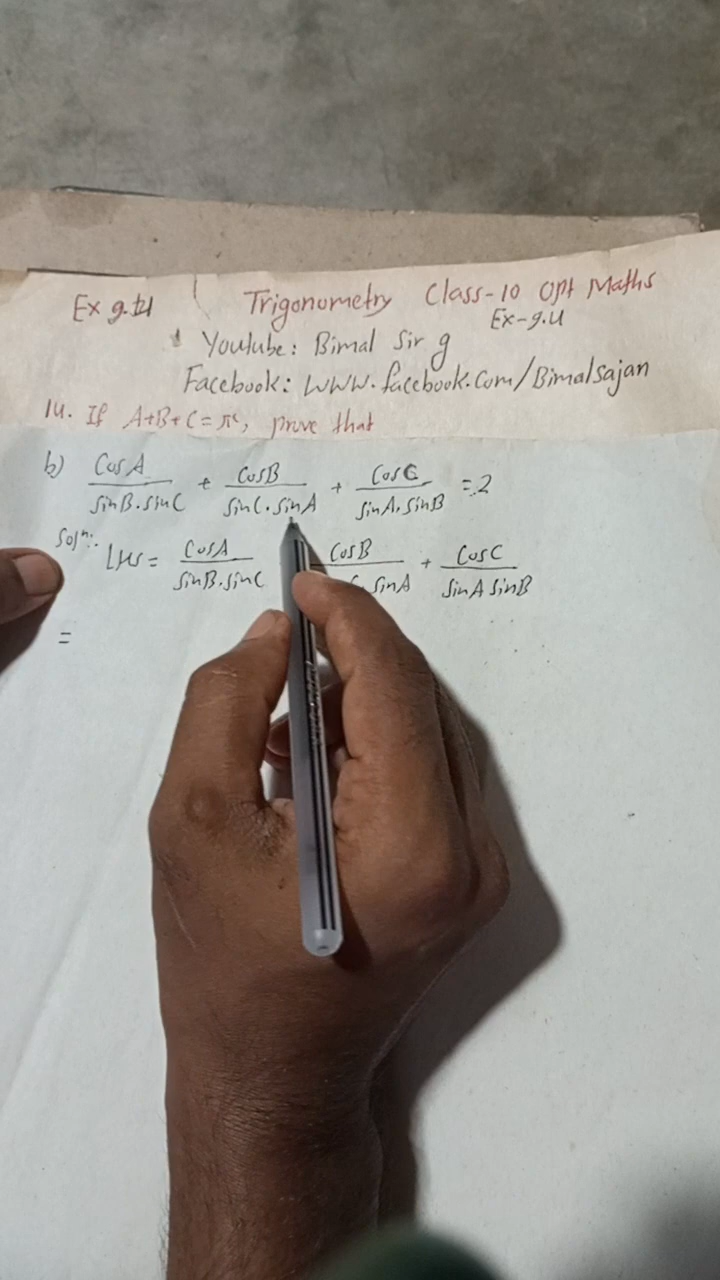 Ex 9.4 Trigonometry Class-10 Opt Maths
Ex-9.4
Youtube: Bimal Sir g
Facebook: www.facebook.com/Bimalsajan
14. If A+B+C = πᶜ, prove that
b) CosA/sinB.sinC + CosB/sinC.sinA + CosC/sinA.sinB = 2
Soln:. LHS = CosA/sinB.sinC CosB/ sinA + CosC/sinA sinB
=